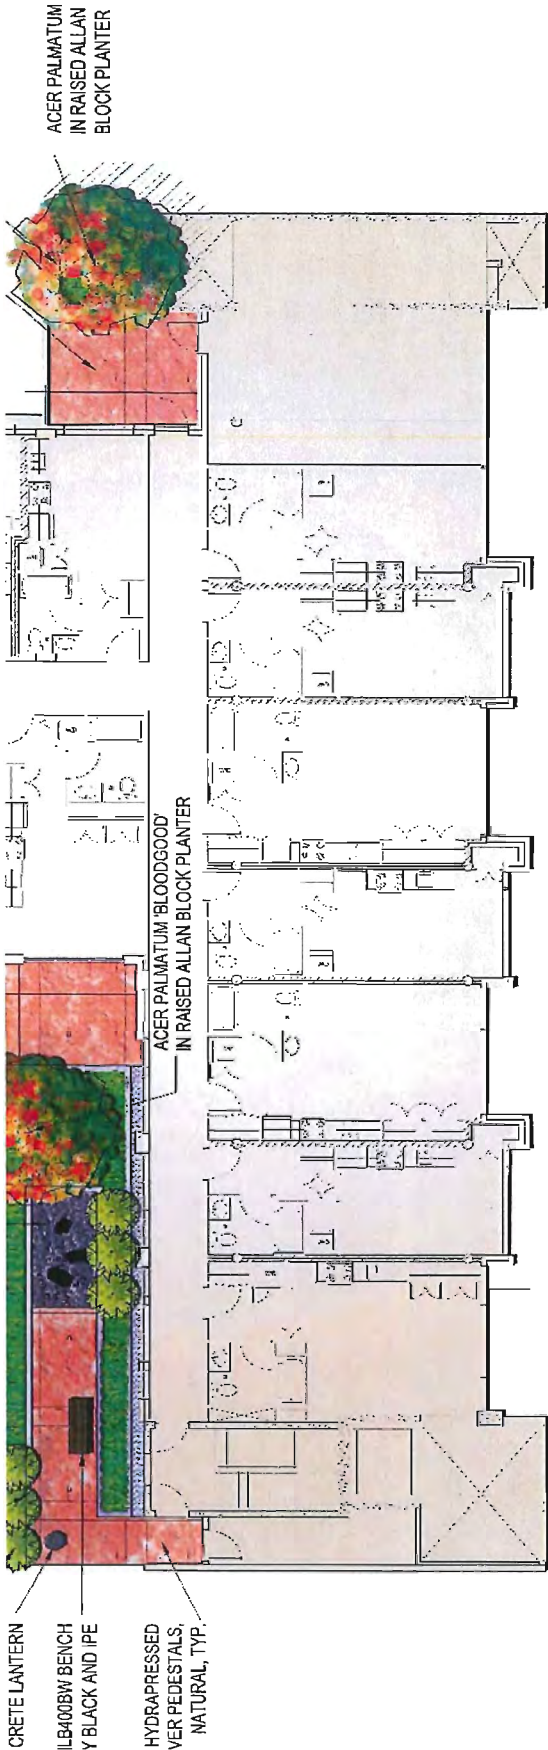 ACER PALMATUM
IN RAISED ALLAN
BLOCK PLANTER
ACER PALMATUM 'BLOODGOOD'
IN RAISED ALLAN BLOCK PLANTER
CRETE LANTERN
ILB400BW BENCH
Y BLACK AND IPE
HYDRAPRESSED
VER PEDESTALS,
NATURAL, TYP.